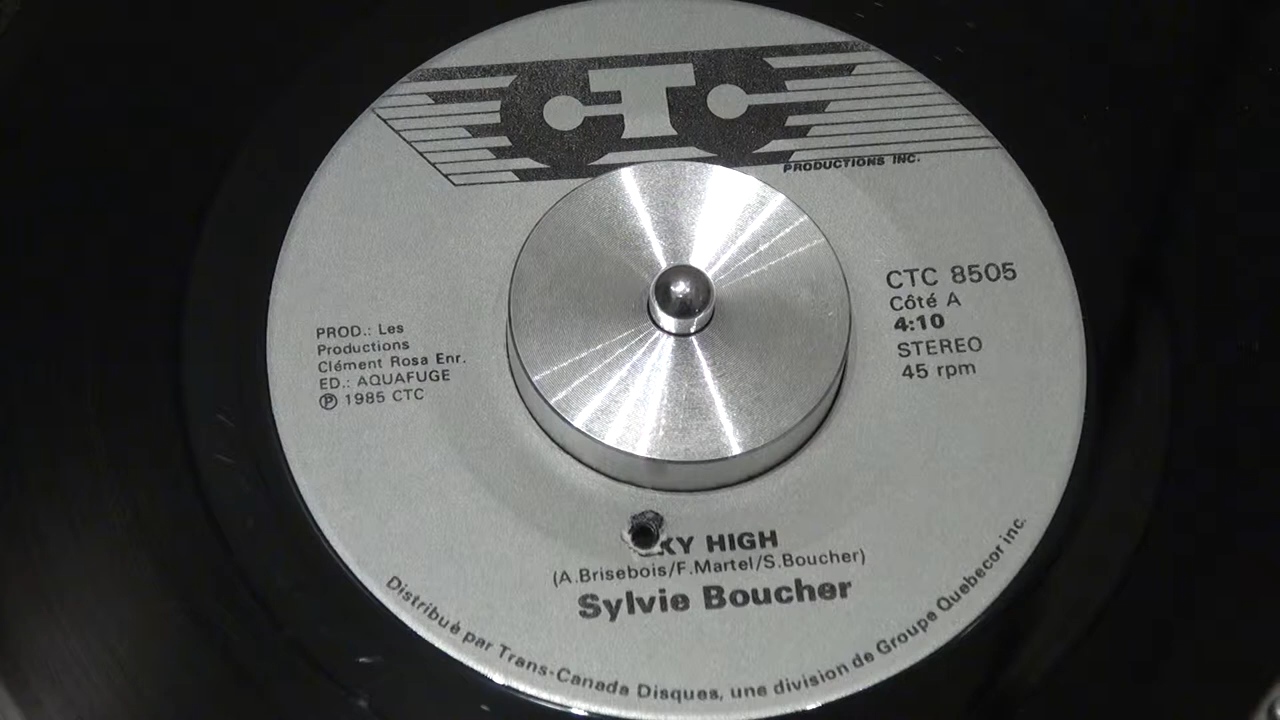 CTC
PRODUCTIONS INC.
CTC 8505
Côté A
4:10
STEREO
45 rpm
PROD.: Les
Productions
Clément Rosa Enr.
ED.: AQUAFUGE
℗ 1985 CTC
KY HIGH
(A.Brisebois/F.Martel/S.Boucher)
Sylvie Boucher
Distribué par Trans-Canada Disques, une division de Groupe Quebecor inc.